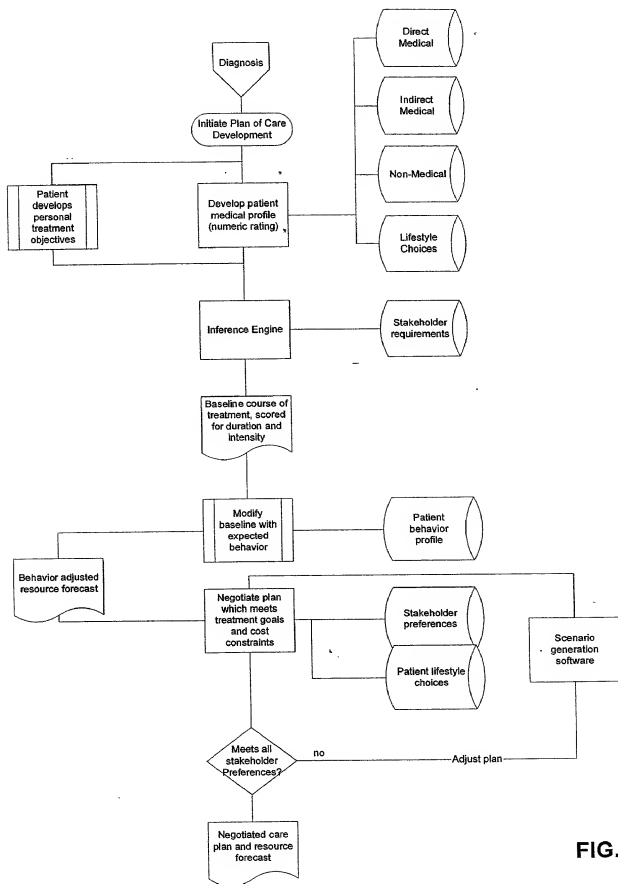 Direct
Medical
Diagnosis
Indirect
Medical
Initiate Plan of Care
Development
Non-Medical
Patient
develops
personal
treatment
objectives
Develop patient
medical profile
(numeric rating)
Lifestyle
Choices
Inference Engine
Stakeholder
requirements
Baseline course of
treatment, scored
for duration and
intensity
Modify
baseline with
expected
behavior
Patient
behavior
profile
Behavior adjusted
resource forecast
Negotiate plan
which meets
treatment goals
and cost
constraints
Stakeholder
preferences
Scenario
generation
software
Patient lifestyle
choices
Meets all
stakeholder
Preferences?
no
Adjust plan
Negotiated care
plan and resource
forecast
FIG.